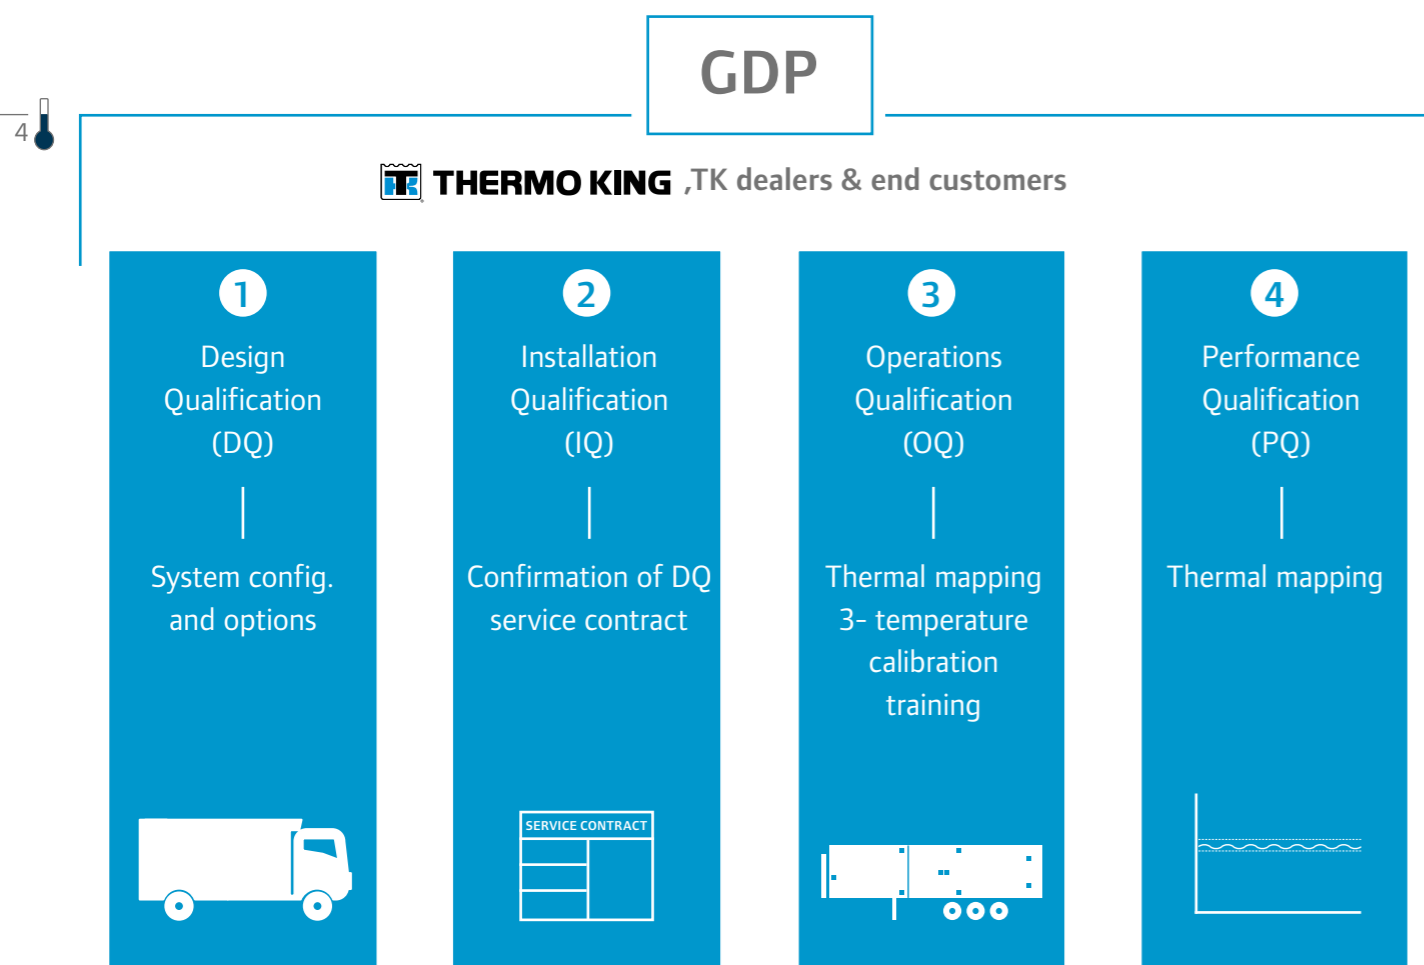 GDP
4
THERMO KING ,TK dealers & end customers
1
Design
Qualification
(DQ)
System config.
and options
2
Installation
Qualification
(IQ)
Confirmation of DQ
service contract
SERVICE CONTRACT
3
Operations
Qualification
(OQ)
Thermal mapping
3- temperature
calibration
training
4
Performance
Qualification
(PQ)
Thermal mapping